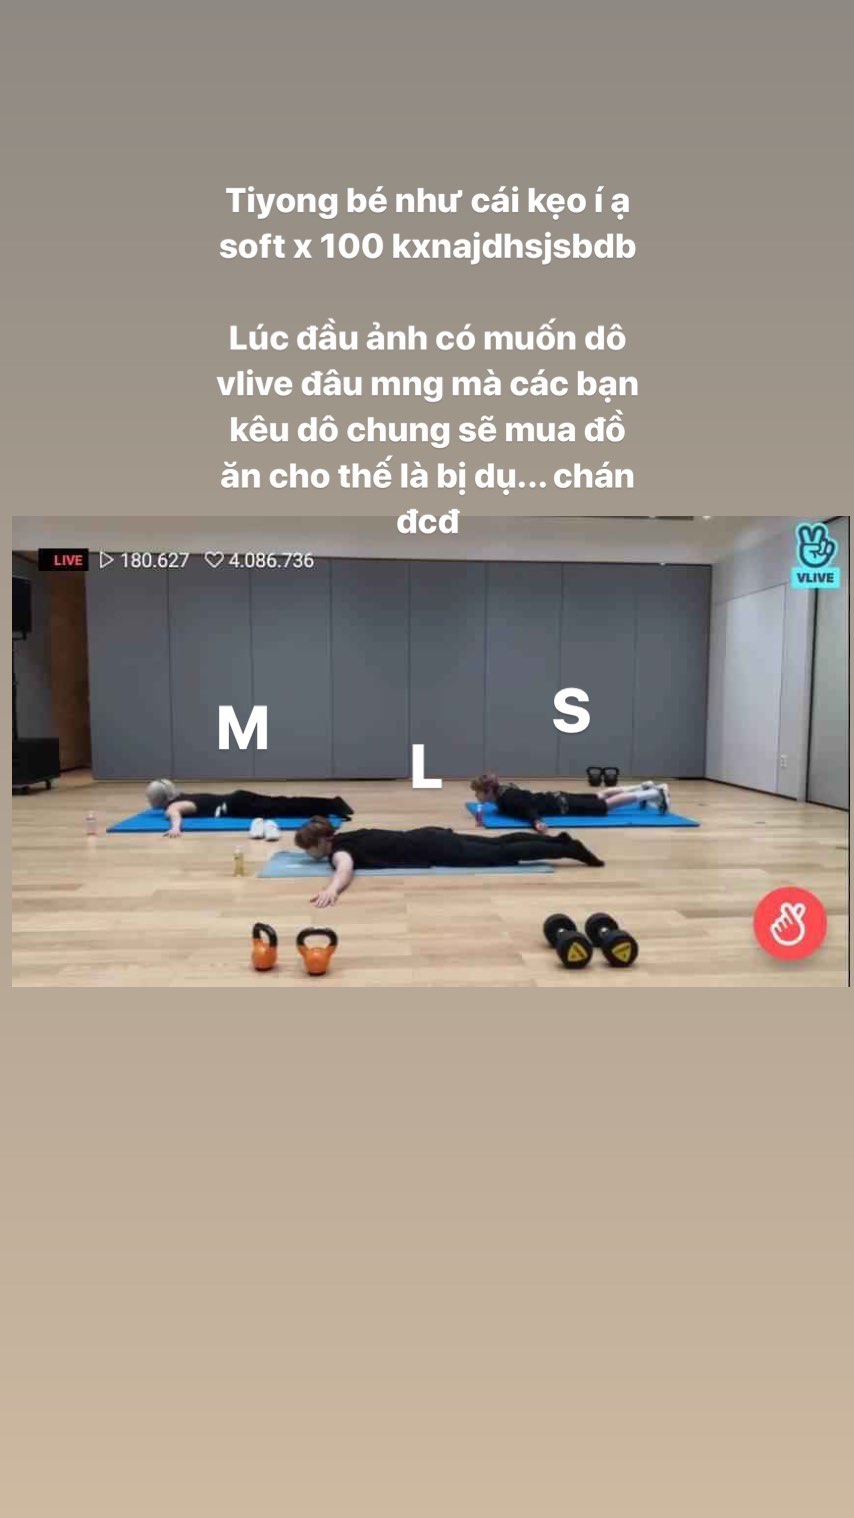 Tiyong bé như cái kẹo í ạ
soft x 100 kxnajdhsjsbdb
Lúc đầu ảnh có muốn dô
vlive đâu mng mà các bạn
kêu dô chung sẽ mua đồ
ăn cho thế là bị dụ... chán
đcđ
LIVE 180.627 4.086.736
VLIVE
M
S
L